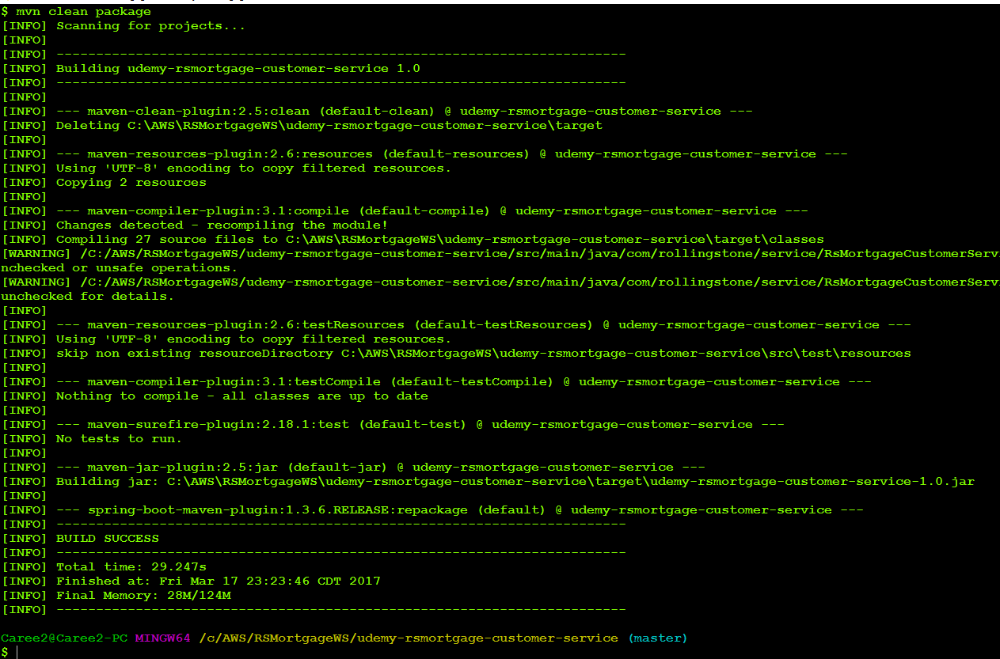 $ mvn clean package
[INFO] Scanning for projects...
[INFO]
[INFO] ------------------------------------------------------------------------
[INFO] Building udemy-rsmortgage-customer-service 1.0
[INFO] ------------------------------------------------------------------------
[INFO]
[INFO] --- maven-clean-plugin:2.5:clean (default-clean) @ udemy-rsmortgage-customer-service ---
[INFO] Deleting C:\AWS\RSMortgageWS\udemy-rsmortgage-customer-service\target
[INFO]
[INFO] --- maven-resources-plugin:2.6:resources (default-resources) @ udemy-rsmortgage-customer-service ---
[INFO] Using 'UTF-8' encoding to copy filtered resources.
[INFO] Copying 2 resources
[INFO]
[INFO] --- maven-compiler-plugin:3.1:compile (default-compile) @ udemy-rsmortgage-customer-service ---
[INFO] Changes detected - recompiling the module!
[INFO] Compiling 27 source files to C:\AWS\RSMortgageWS\udemy-rsmortgage-customer-service\target\classes
[WARNING] /C:/AWS/RSMortgageWS/udemy-rsmortgage-customer-service/src/main/java/com/rollingstone/service/RsMortgageCustomerServi
nchecked or unsafe operations.
[WARNING] /C:/AWS/RSMortgageWS/udemy-rsmortgage-customer-service/src/main/java/com/rollingstone/service/RsMortgageCustomerServi
unchecked for details.
[INFO]
[INFO] --- maven-resources-plugin:2.6:testResources (default-testResources) @ udemy-rsmortgage-customer-service ---
[INFO] Using 'UTF-8' encoding to copy filtered resources.
[INFO] skip non existing resourceDirectory C:\AWS\RSMortgageWS\udemy-rsmortgage-customer-service\src\test\resources
[INFO]
[INFO] --- maven-compiler-plugin:3.1:testCompile (default-testCompile) @ udemy-rsmortgage-customer-service ---
[INFO] Nothing to compile - all classes are up to date
[INFO]
[INFO] --- maven-surefire-plugin:2.18.1:test (default-test) @ udemy-rsmortgage-customer-service ---
[INFO] No tests to run.
[INFO]
[INFO] --- maven-jar-plugin:2.5:jar (default-jar) @ udemy-rsmortgage-customer-service ---
[INFO] Building jar: C:\AWS\RSMortgageWS\udemy-rsmortgage-customer-service\target\udemy-rsmortgage-customer-service-1.0.jar
[INFO]
[INFO] --- spring-boot-maven-plugin:1.3.6.RELEASE:repackage (default) @ udemy-rsmortgage-customer-service ---
[INFO] ------------------------------------------------------------------------
[INFO] BUILD SUCCESS
[INFO] ------------------------------------------------------------------------
[INFO] Total time: 29.247s
[INFO] Finished at: Fri Mar 17 23:23:46 CDT 2017
[INFO] Final Memory: 28M/124M
[INFO] ------------------------------------------------------------------------
Caree2@Caree2-PC MINGW64 /c/AWS/RSMortgageWS/udemy-rsmortgage-customer-service (master)
$